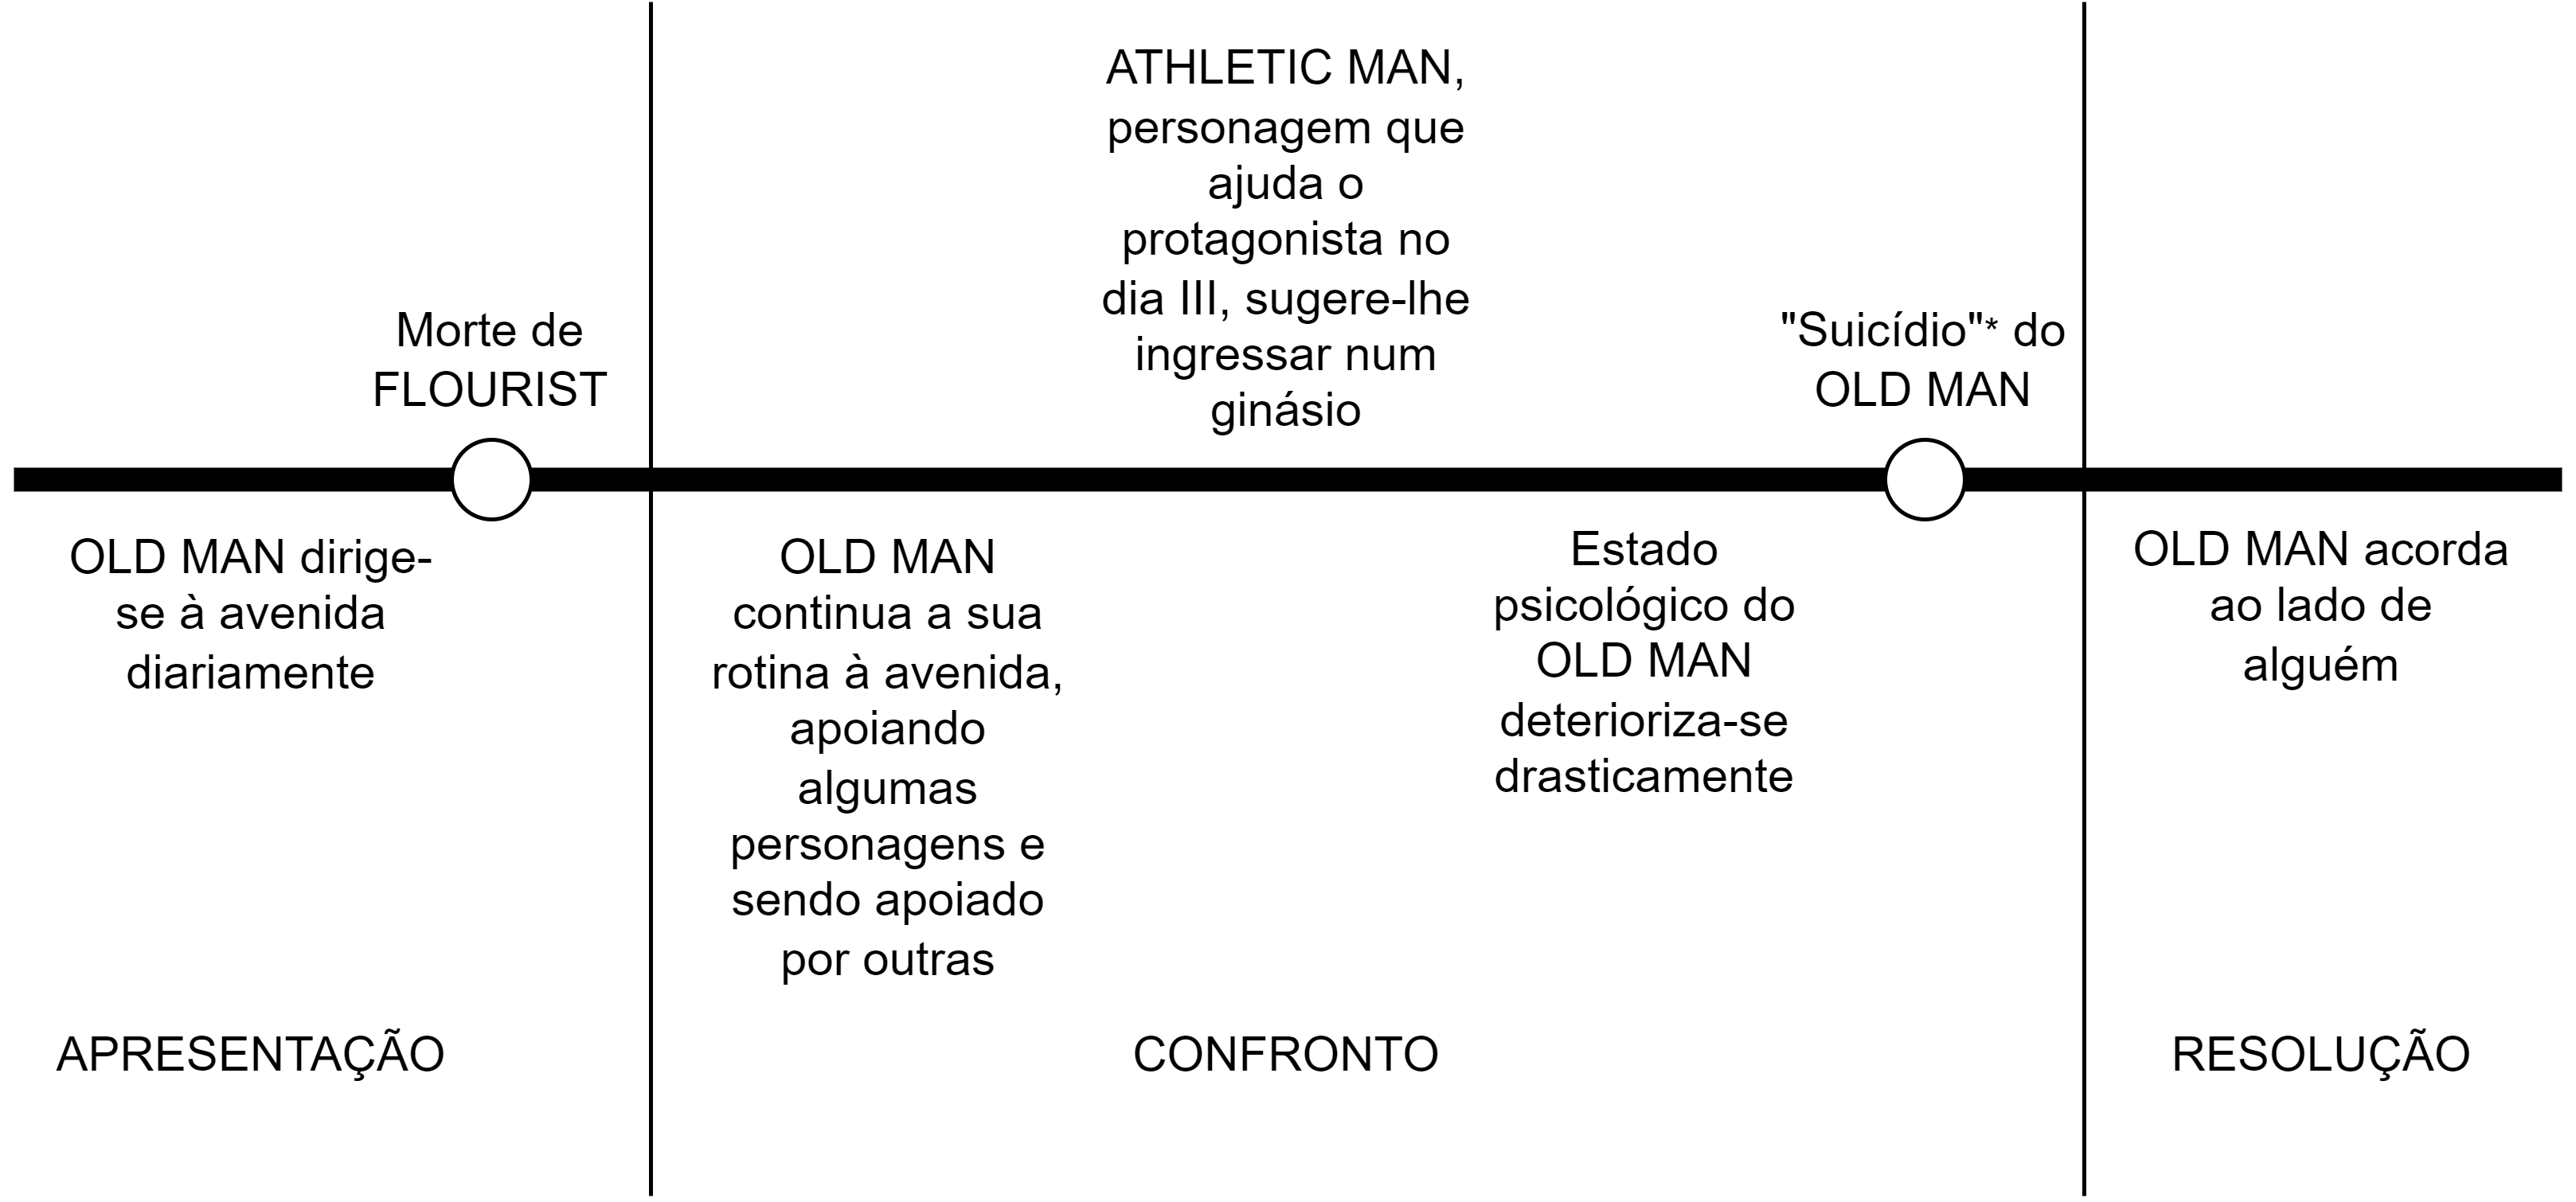 Morte de
FLOURIST
OLD MAN dirige-
se à avenida
diariamente
APRESENTAÇÃO
ATHLETIC MAN,
personagem que
ajuda o
protagonista no
dia III, sugere-lhe
ingressar num
ginásio
"Suicídio"* do
OLD MAN
OLD MAN
continua a sua
rotina à avenida,
apoiando
algumas
personagens e
sendo apoiado
por outras
Estado
psicológico do
OLD MAN
deterioriza-se
drasticamente
CONFRONTO
OLD MAN acorda
ao lado de
alguém
RESOLUÇÃO